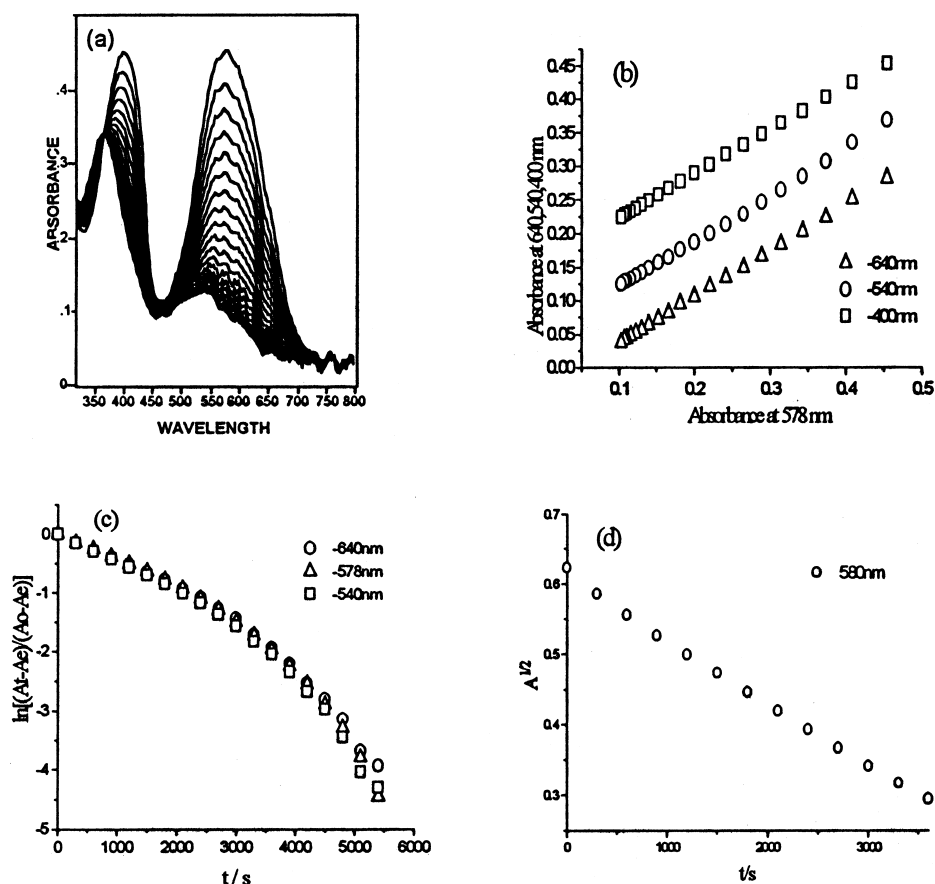 (a)
ABSORBANCE
.4
.3
.2
.1
0
350 400 450 500 550 600 650 700 750 800
WAVELENGTH
(b)
Absorbance at 640,540,400nm
0.45
0.40
0.35
0.30
0.25
0.20
0.15
0.10
0.05
0.00
-640nm
-540nm
-400nm
0.1 0.2 0.3 0.4 0.5
Absorbance at 578nm
(c)
ln[(At-Ae)/(Ao-Ae)]
0
-1
-2
-3
-4
-5
-640nm
-578nm
-540nm
0 1000 2000 3000 4000 5000 6000
t / s
(d)
A1/2
0.7
0.6
0.5
0.4
0.3
580nm
0 1000 2000 3000
t/s